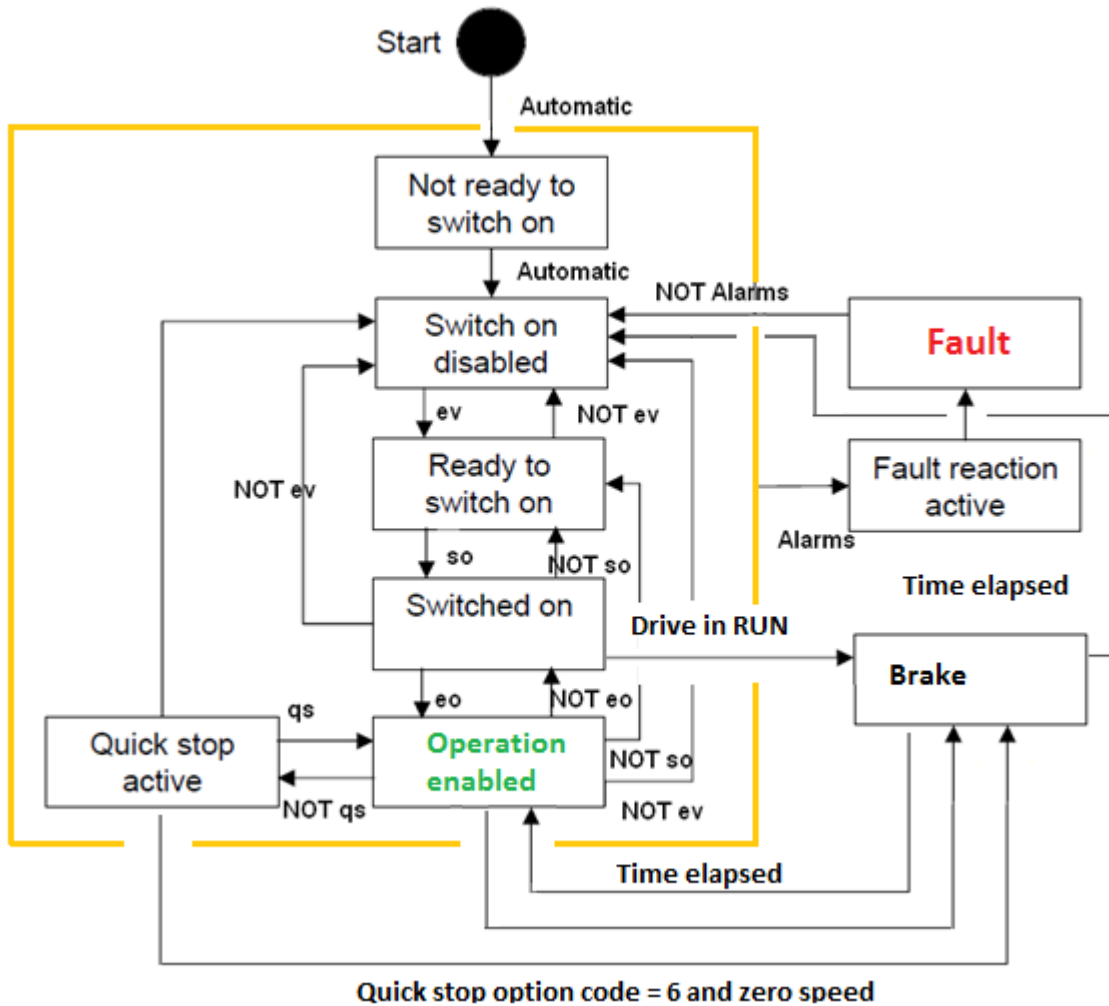 Start
Automatic
Not ready to
switch on
Automatic
NOT Alarms
Switch on
disabled
Fault
ev
NOT ev
Ready to
switch on
Fault reaction
active
NOT ev
Alarms
so
NOT so
Time elapsed
Switched on
Drive in RUN
Brake
eo
NOT eo
qs
Quick stop
active
Operation
enabled
NOT so
NOT qs
NOT ev
Time elapsed
Quick stop option code = 6 and zero speed